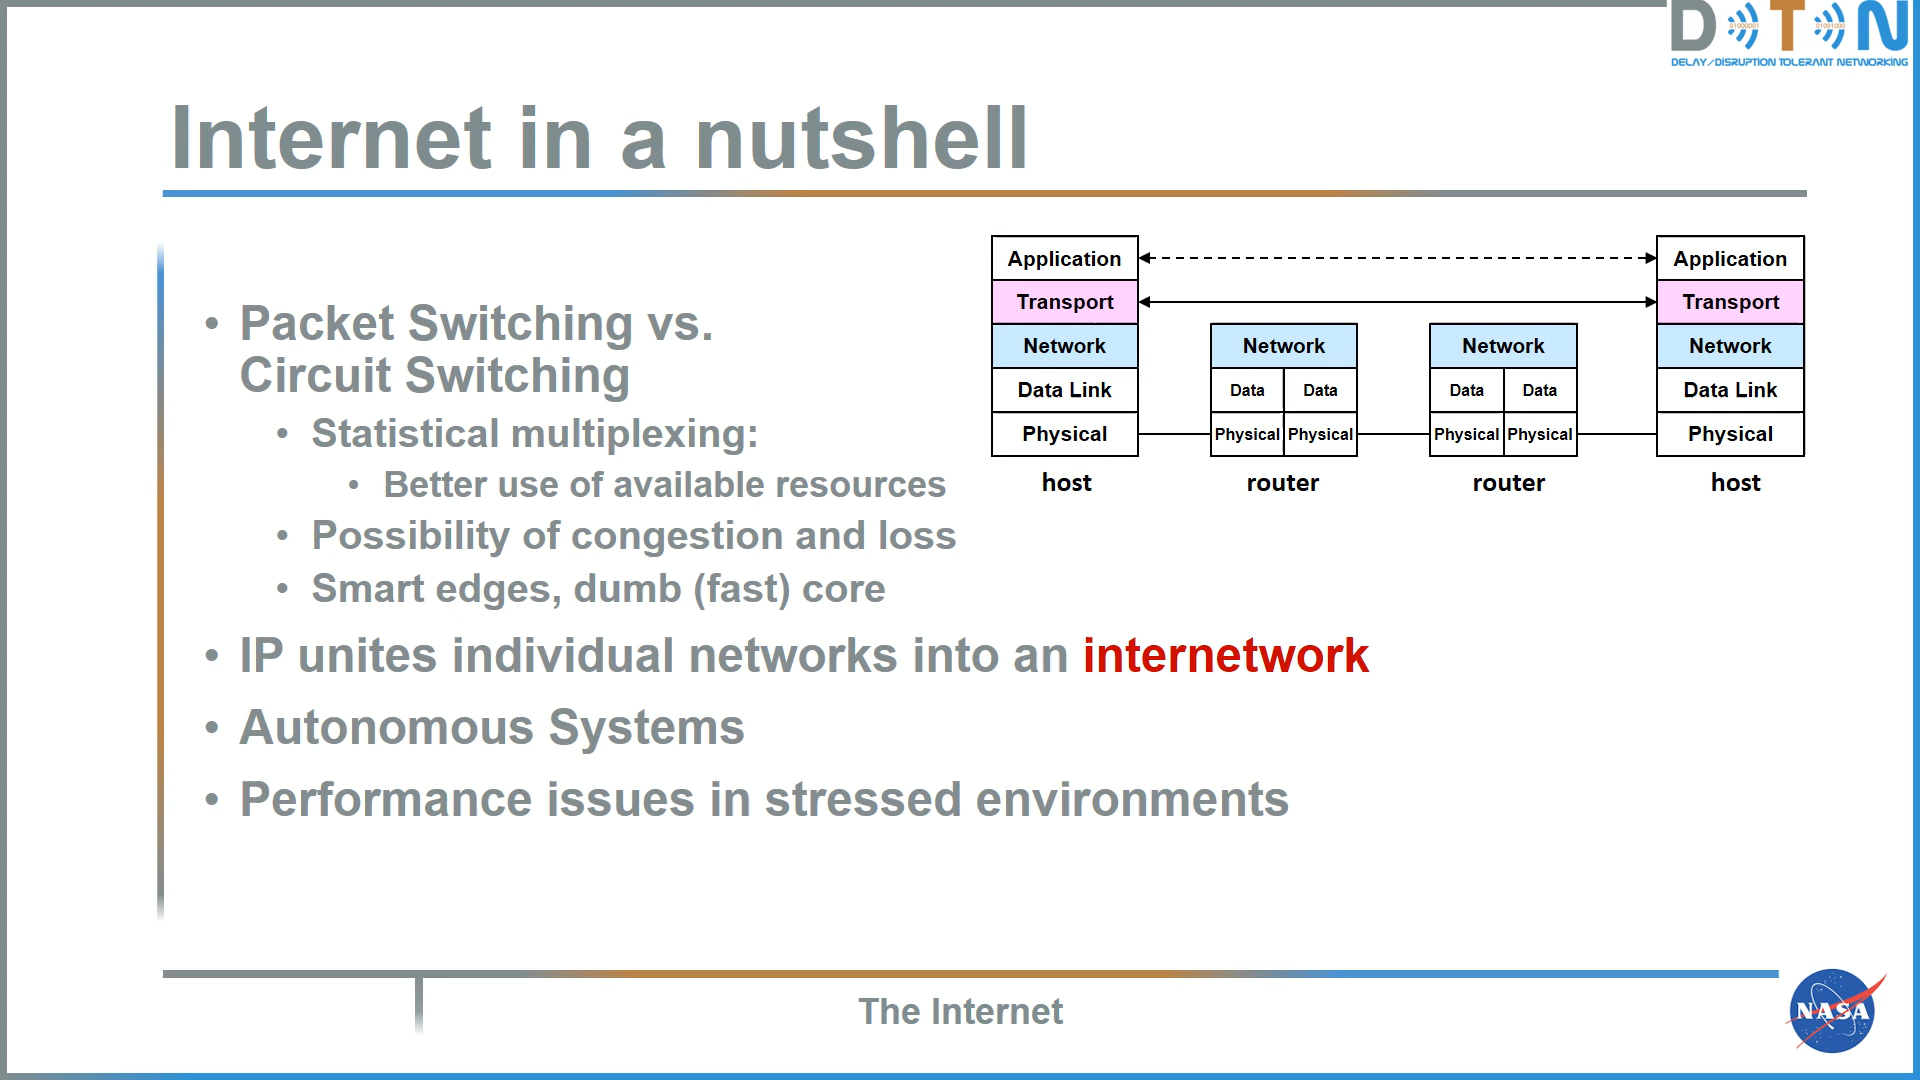 D T N
01000001 01001000
DELAY/DISRUPTION TOLERANT NETWORKING
Internet in a nutshell
• Packet Switching vs.
Circuit Switching
• Statistical multiplexing:
• Better use of available resources
• Possibility of congestion and loss
• Smart edges, dumb (fast) core
• IP unites individual networks into an internetwork
• Autonomous Systems
• Performance issues in stressed environments
Application Application
Transport Transport
Network Network Network Network
Data Link Data Data Data Data Data Link
Physical Physical Physical Physical Physical Physical
host router router host
The Internet
NASA